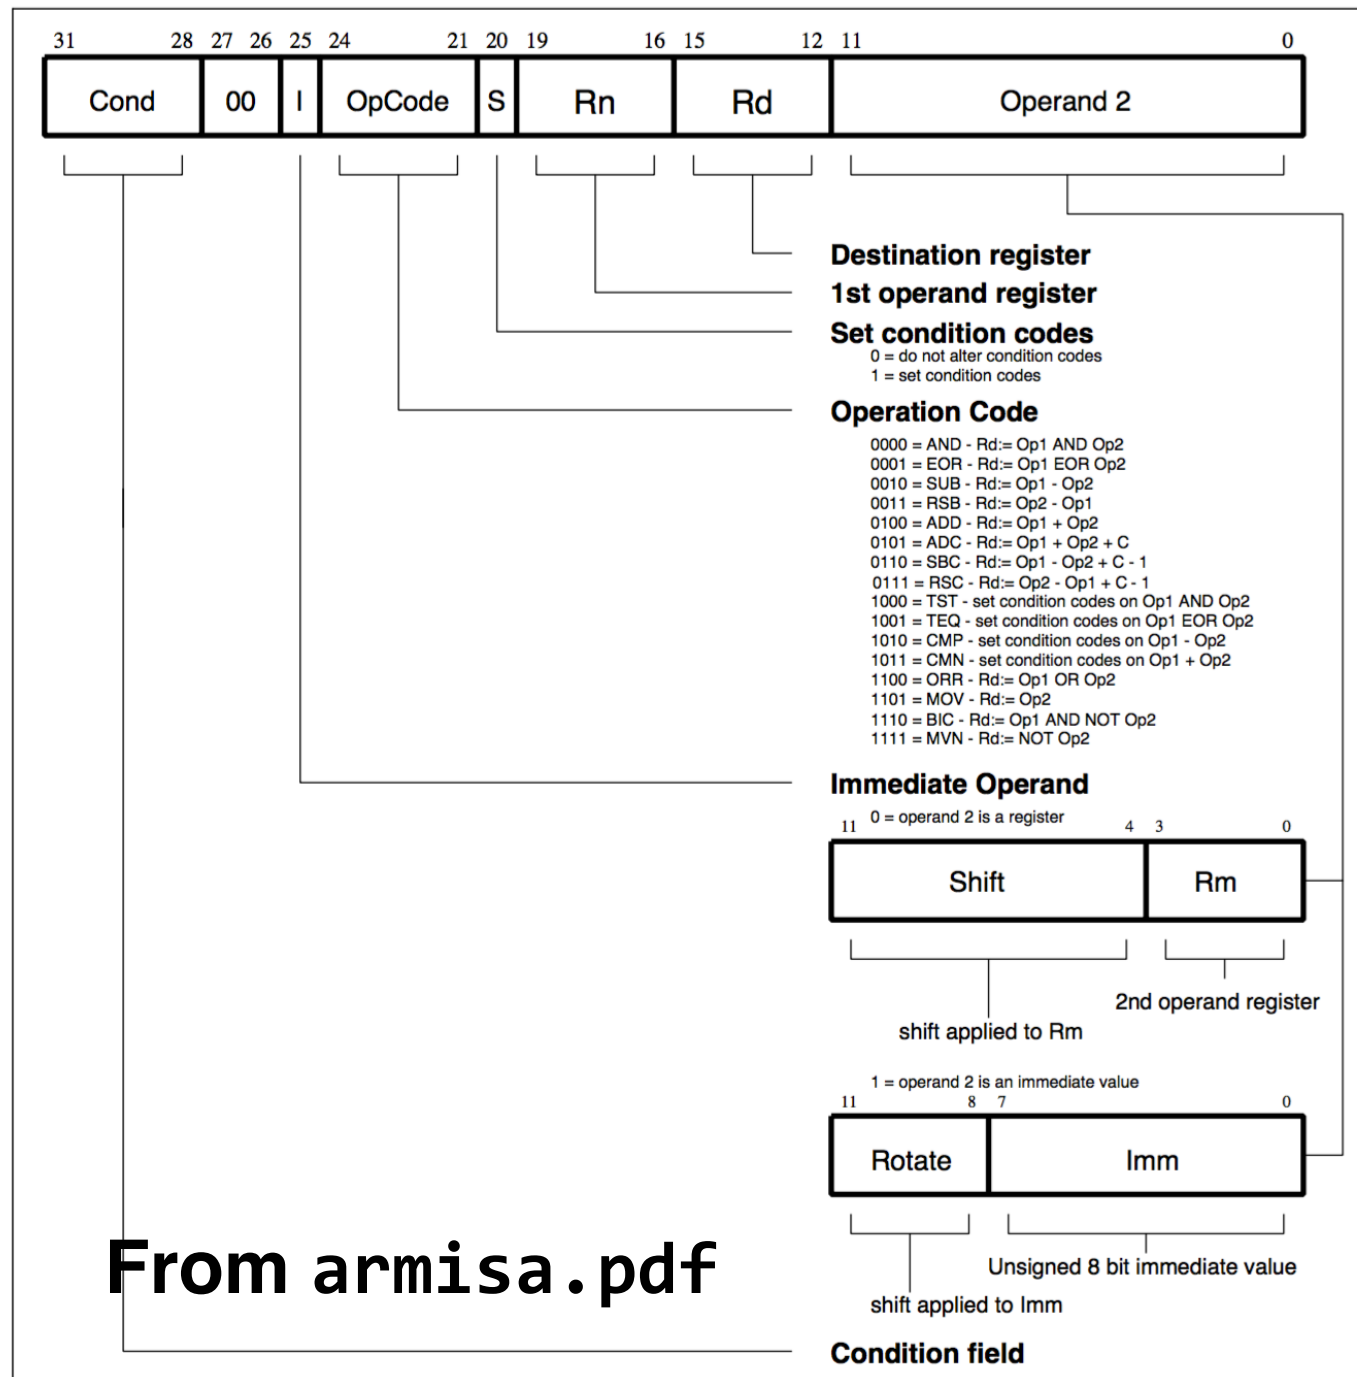 31 28 27 26 25 24 21 20 19 16 15 12 11 0
Cond 00 I OpCode S Rn Rd Operand 2
Destination register
1st operand register
Set condition codes
0 = do not alter condition codes
1 = set condition codes
Operation Code
0000 = AND - Rd:= Op1 AND Op2
0001 = EOR - Rd:= Op1 EOR Op2
0010 = SUB - Rd:= Op1 - Op2
0011 = RSB - Rd:= Op2 - Op1
0100 = ADD - Rd:= Op1 + Op2
0101 = ADC - Rd:= Op1 + Op2 + C
0110 = SBC - Rd:= Op1 - Op2 + C - 1
0111 = RSC - Rd:= Op2 - Op1 + C - 1
1000 = TST - set condition codes on Op1 AND Op2
1001 = TEQ - set condition codes on Op1 EOR Op2
1010 = CMP - set condition codes on Op1 - Op2
1011 = CMN - set condition codes on Op1 + Op2
1100 = ORR - Rd:= Op1 OR Op2
1101 = MOV - Rd:= Op2
1110 = BIC - Rd:= Op1 AND NOT Op2
1111 = MVN - Rd:= NOT Op2
Immediate Operand
0 = operand 2 is a register
11 4 3 0
Shift Rm
2nd operand register
shift applied to Rm
1 = operand 2 is an immediate value
11 8 7 0
Rotate Imm
Unsigned 8 bit immediate value
shift applied to Imm
From armisa.pdf
Condition field